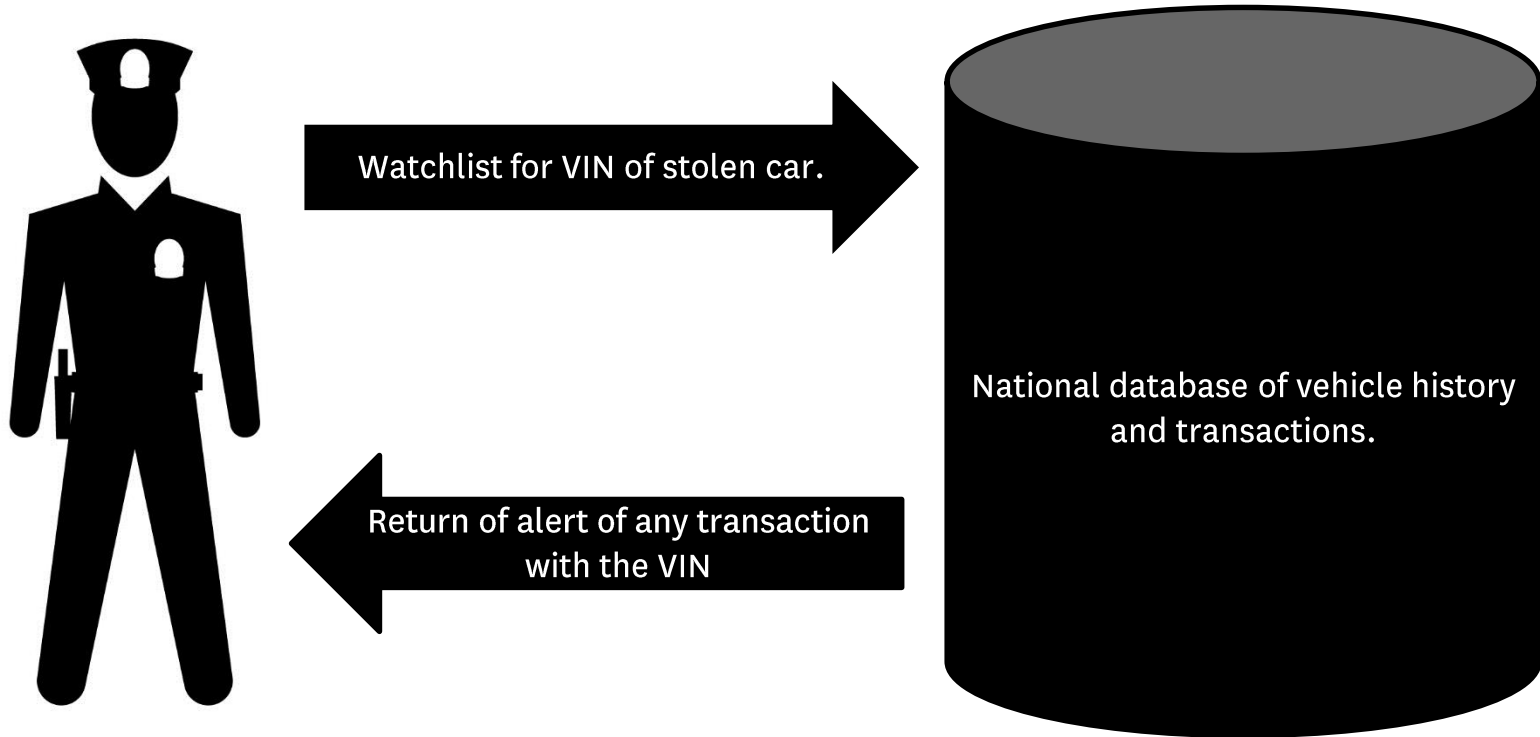 Watchlist for VIN of stolen car.
National database of vehicle history
and transactions.
Return of alert of any transaction
with the VIN